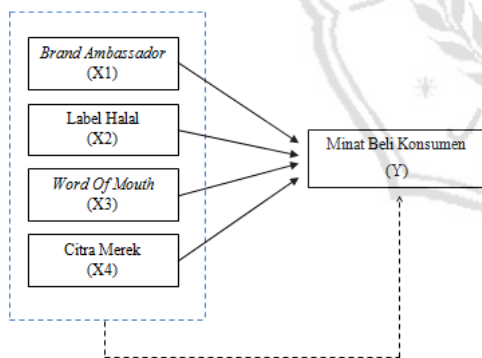 Brand Ambassador
(X1)
Label Halal
(X2)
Word Of Mouth
(X3)
Citra Merek
(X4)
Minat Beli Konsumen
(Y)